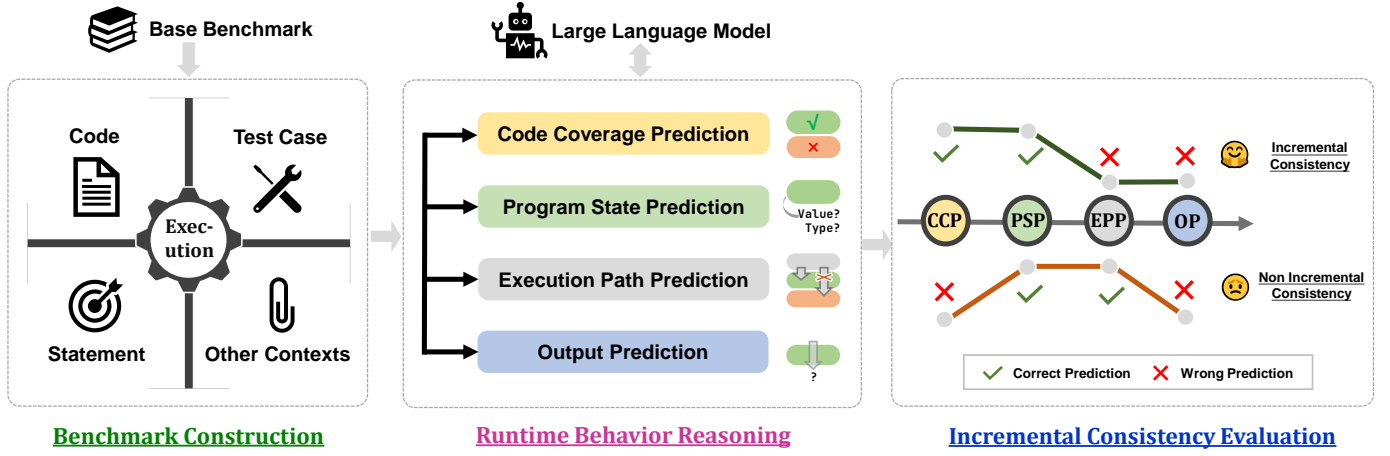 Base Benchmark
Large Language Model
Code
Test Case
Exec-
ution
Statement
Other Contexts
Code Coverage Prediction
√
×
Program State Prediction
Value?
Type?
Execution Path Prediction
Output Prediction
?
Incremental
Consistency
CCP
PSP
EPP
OP
Non Incremental
Consistency
Correct Prediction
Wrong Prediction
Benchmark Construction
Runtime Behavior Reasoning
Incremental Consistency Evaluation